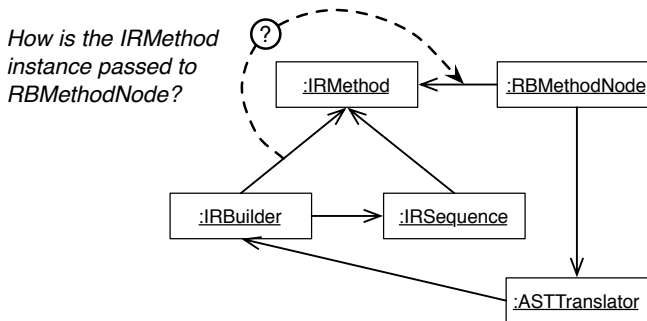 How is the IRMethod
instance passed to
RBMethodNode?
?
:IRMethod
:RBMethodNode
:IRBuilder
:IRSequence
:ASTTranslator